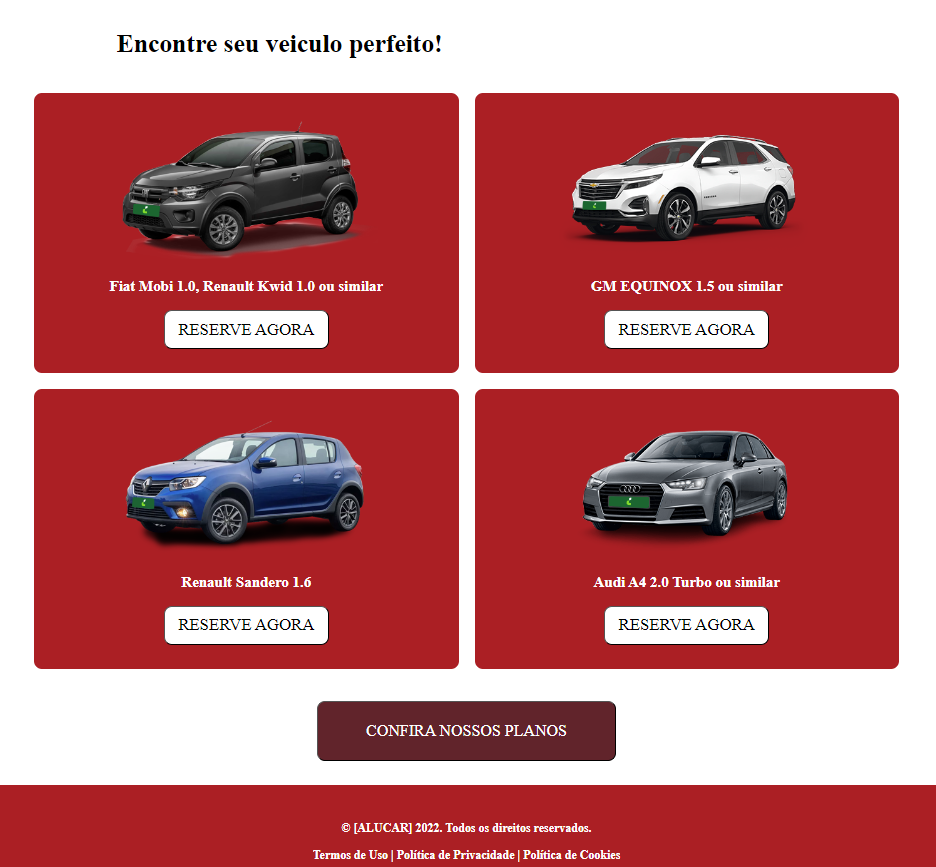 Encontre seu veiculo perfeito!
Fiat Mobi 1.0, Renault Kwid 1.0 ou similar
GM EQUINOX 1.5 ou similar
RESERVE AGORA
RESERVE AGORA
Renault Sandero 1.6
Audi A4 2.0 Turbo ou similar
RESERVE AGORA
RESERVE AGORA
CONFIRA NOSSOS PLANOS
© [ALUCAR] 2022. Todos os direitos reservados.
Termos de Uso | Política de Privacidade | Política de Cookies